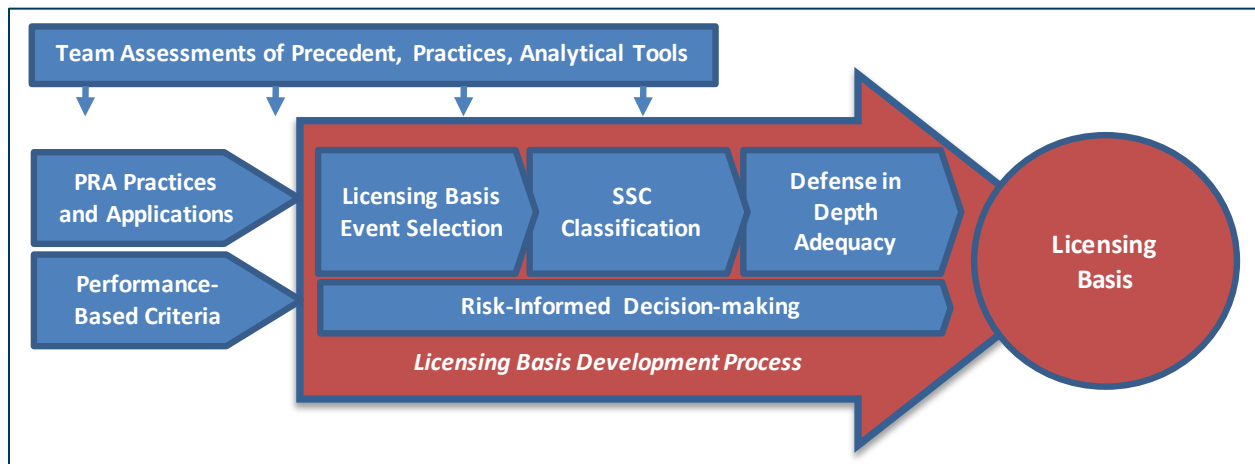 Team Assessments of Precedent, Practices, Analytical Tools
PRA Practices
and Applications
Performance-
Based Criteria
Licensing Basis
Event Selection
SSC
Classification
Defense in
Depth
Adequacy
Risk-Informed Decision-making
Licensing Basis Development Process
Licensing
Basis